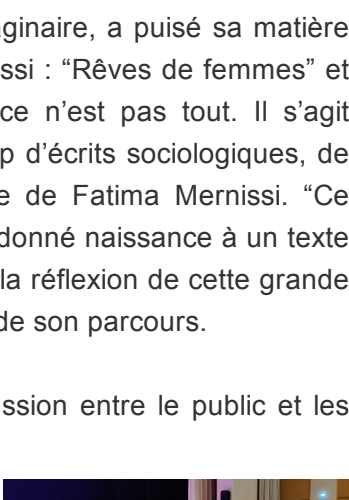 aginaire, a puisé sa matière
ssi : “Rêves de femmes” et
ce n’est pas tout. Il s’agit
p d’écrits sociologiques, de
e de Fatima Mernissi. “Ce
donné naissance à un texte
la réflexion de cette grande
de son parcours.
ssion entre le public et les